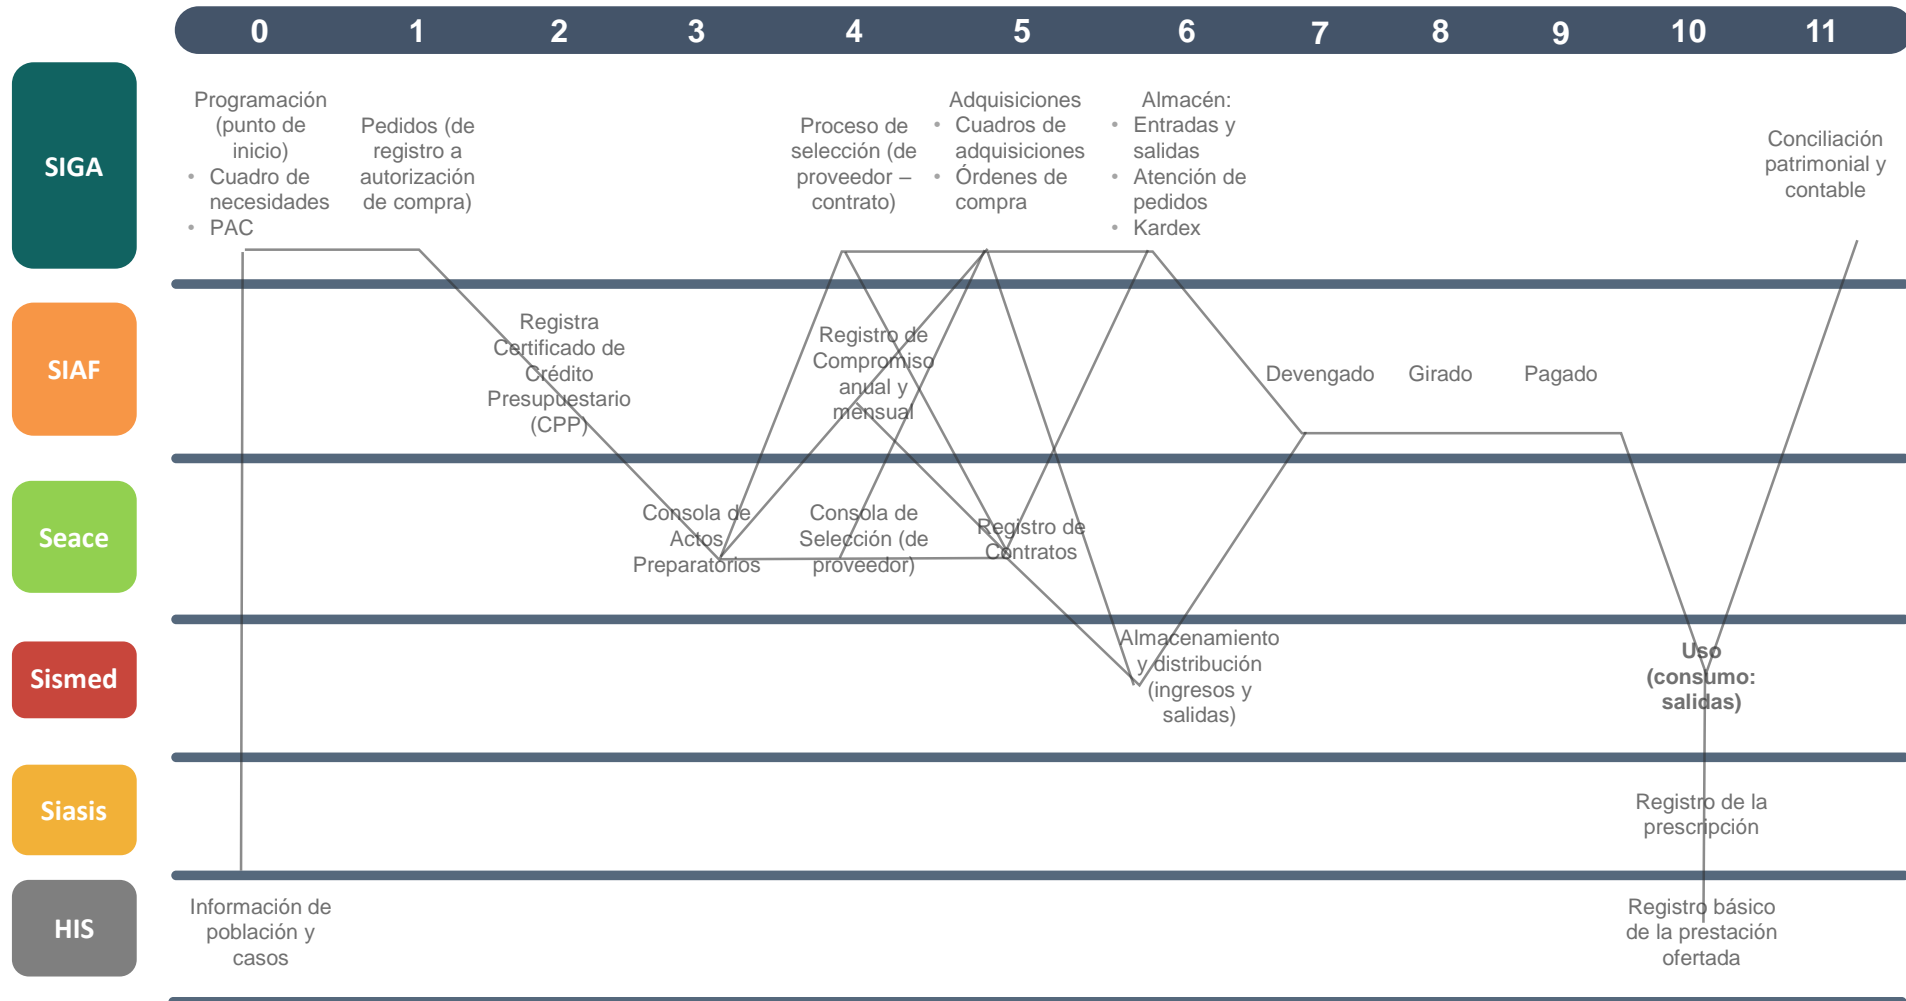 0 1 2 3 4 5 6 7 8 9 10 11
SIGA
Programación
(punto de
inicio)
• Cuadro de
necesidades
• PAC
Pedidos (de
registro a
autorización
de compra)
Proceso de
selección (de
proveedor –
contrato)
Adquisiciones
• Cuadros de
adquisiciones
• Órdenes de
compra
Almacén:
• Entradas y
salidas
• Atención de
pedidos
• Kardex
Conciliación
patrimonial y
contable
SIAF
Registra
Certificado de
Crédito
Presupuestario
(CPP)
Registro de
Compromiso
anual y
mensual
Devengado
Girado
Pagado
Seace
Consola de
Actos
Preparatorios
Consola de
Selección (de
proveedor)
Registro de
Contratos
Sismed
Almacenamiento
y distribución
(ingresos y
salidas)
Uso
(consumo:
salidas)
Siasis
Registro de la
prescripción
HIS
Información de
población y
casos
Registro básico
de la prestación
ofertada